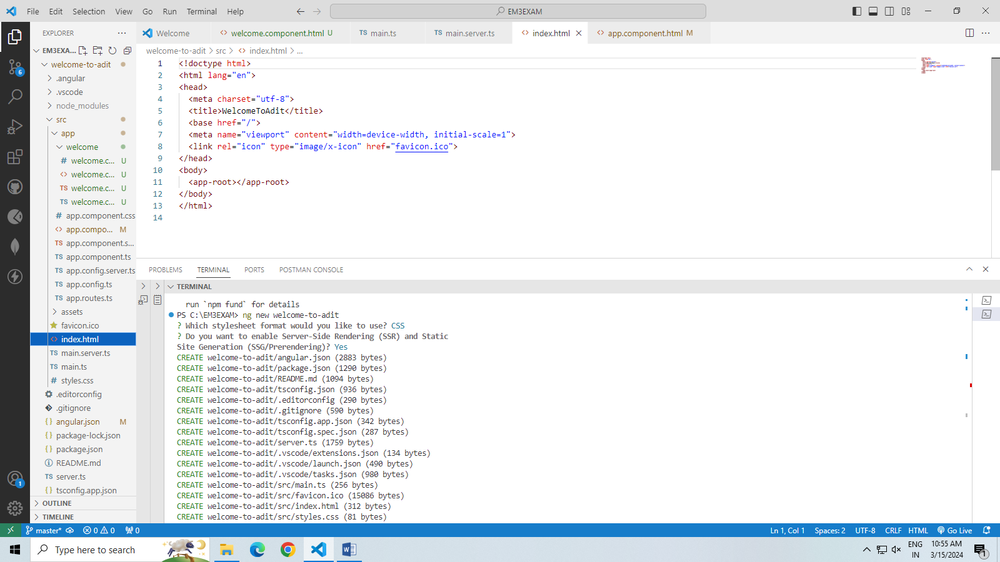 File Edit Selection View Go Run Terminal Help EM3EXAM
EXPLORER
EM3EXA...
welcome-to-adit
.angular
.vscode
node_modules
src
app
welcome
# welcome.c... U
<> welcome.c... U
TS welcome.c... U
TS welcome.c... U
# app.component.css
<> app.compo... M
TS app.component.s...
TS app.component.ts
TS app.config.server.ts
TS app.config.ts
TS app.routes.ts
assets
favicon.ico
<> index.html
TS main.server.ts
TS main.ts
# styles.css
.editorconfig
.gitignore
{} angular.json M
{} package-lock.json
{} package.json
README.md
TS server.ts
{} tsconfig.app.json
OUTLINE
TIMELINE
6
1
Welcome <> welcome.component.html U TS main.ts TS main.server.ts <> index.html <> app.component.html M
welcome-to-adit > src > <> index.html > ...
1 <!doctype html>
2 <html lang="en">
3 <head>
4 <meta charset="utf-8">
5 <title>WelcomeToAdit</title>
6 <base href="/">
7 <meta name="viewport" content="width=device-width, initial-scale=1">
8 <link rel="icon" type="image/x-icon" href="favicon.ico">
9 </head>
10 <body>
11 <app-root></app-root>
12 </body>
13 </html>
14
PROBLEMS TERMINAL PORTS POSTMAN CONSOLE
TERMINAL
run `npm fund` for details
PS C:\EM3EXAM> ng new welcome-to-adit
? Which stylesheet format would you like to use? CSS
? Do you want to enable Server-Side Rendering (SSR) and Static
Site Generation (SSG/Prerendering)? Yes
CREATE welcome-to-adit/angular.json (2883 bytes)
CREATE welcome-to-adit/package.json (1290 bytes)
CREATE welcome-to-adit/README.md (1094 bytes)
CREATE welcome-to-adit/tsconfig.json (936 bytes)
CREATE welcome-to-adit/.editorconfig (290 bytes)
CREATE welcome-to-adit/.gitignore (590 bytes)
CREATE welcome-to-adit/tsconfig.app.json (342 bytes)
CREATE welcome-to-adit/tsconfig.spec.json (287 bytes)
CREATE welcome-to-adit/server.ts (1759 bytes)
CREATE welcome-to-adit/.vscode/extensions.json (134 bytes)
CREATE welcome-to-adit/.vscode/launch.json (490 bytes)
CREATE welcome-to-adit/.vscode/tasks.json (980 bytes)
CREATE welcome-to-adit/src/main.ts (256 bytes)
CREATE welcome-to-adit/src/favicon.ico (15086 bytes)
CREATE welcome-to-adit/src/index.html (312 bytes)
CREATE welcome-to-adit/src/styles.css (81 bytes)
master* 0 0 0 Ln 1, Col 1 Spaces: 2 UTF-8 CRLF HTML Go Live
Type here to search
ENG
IN
10:55 AM
3/15/2024
1